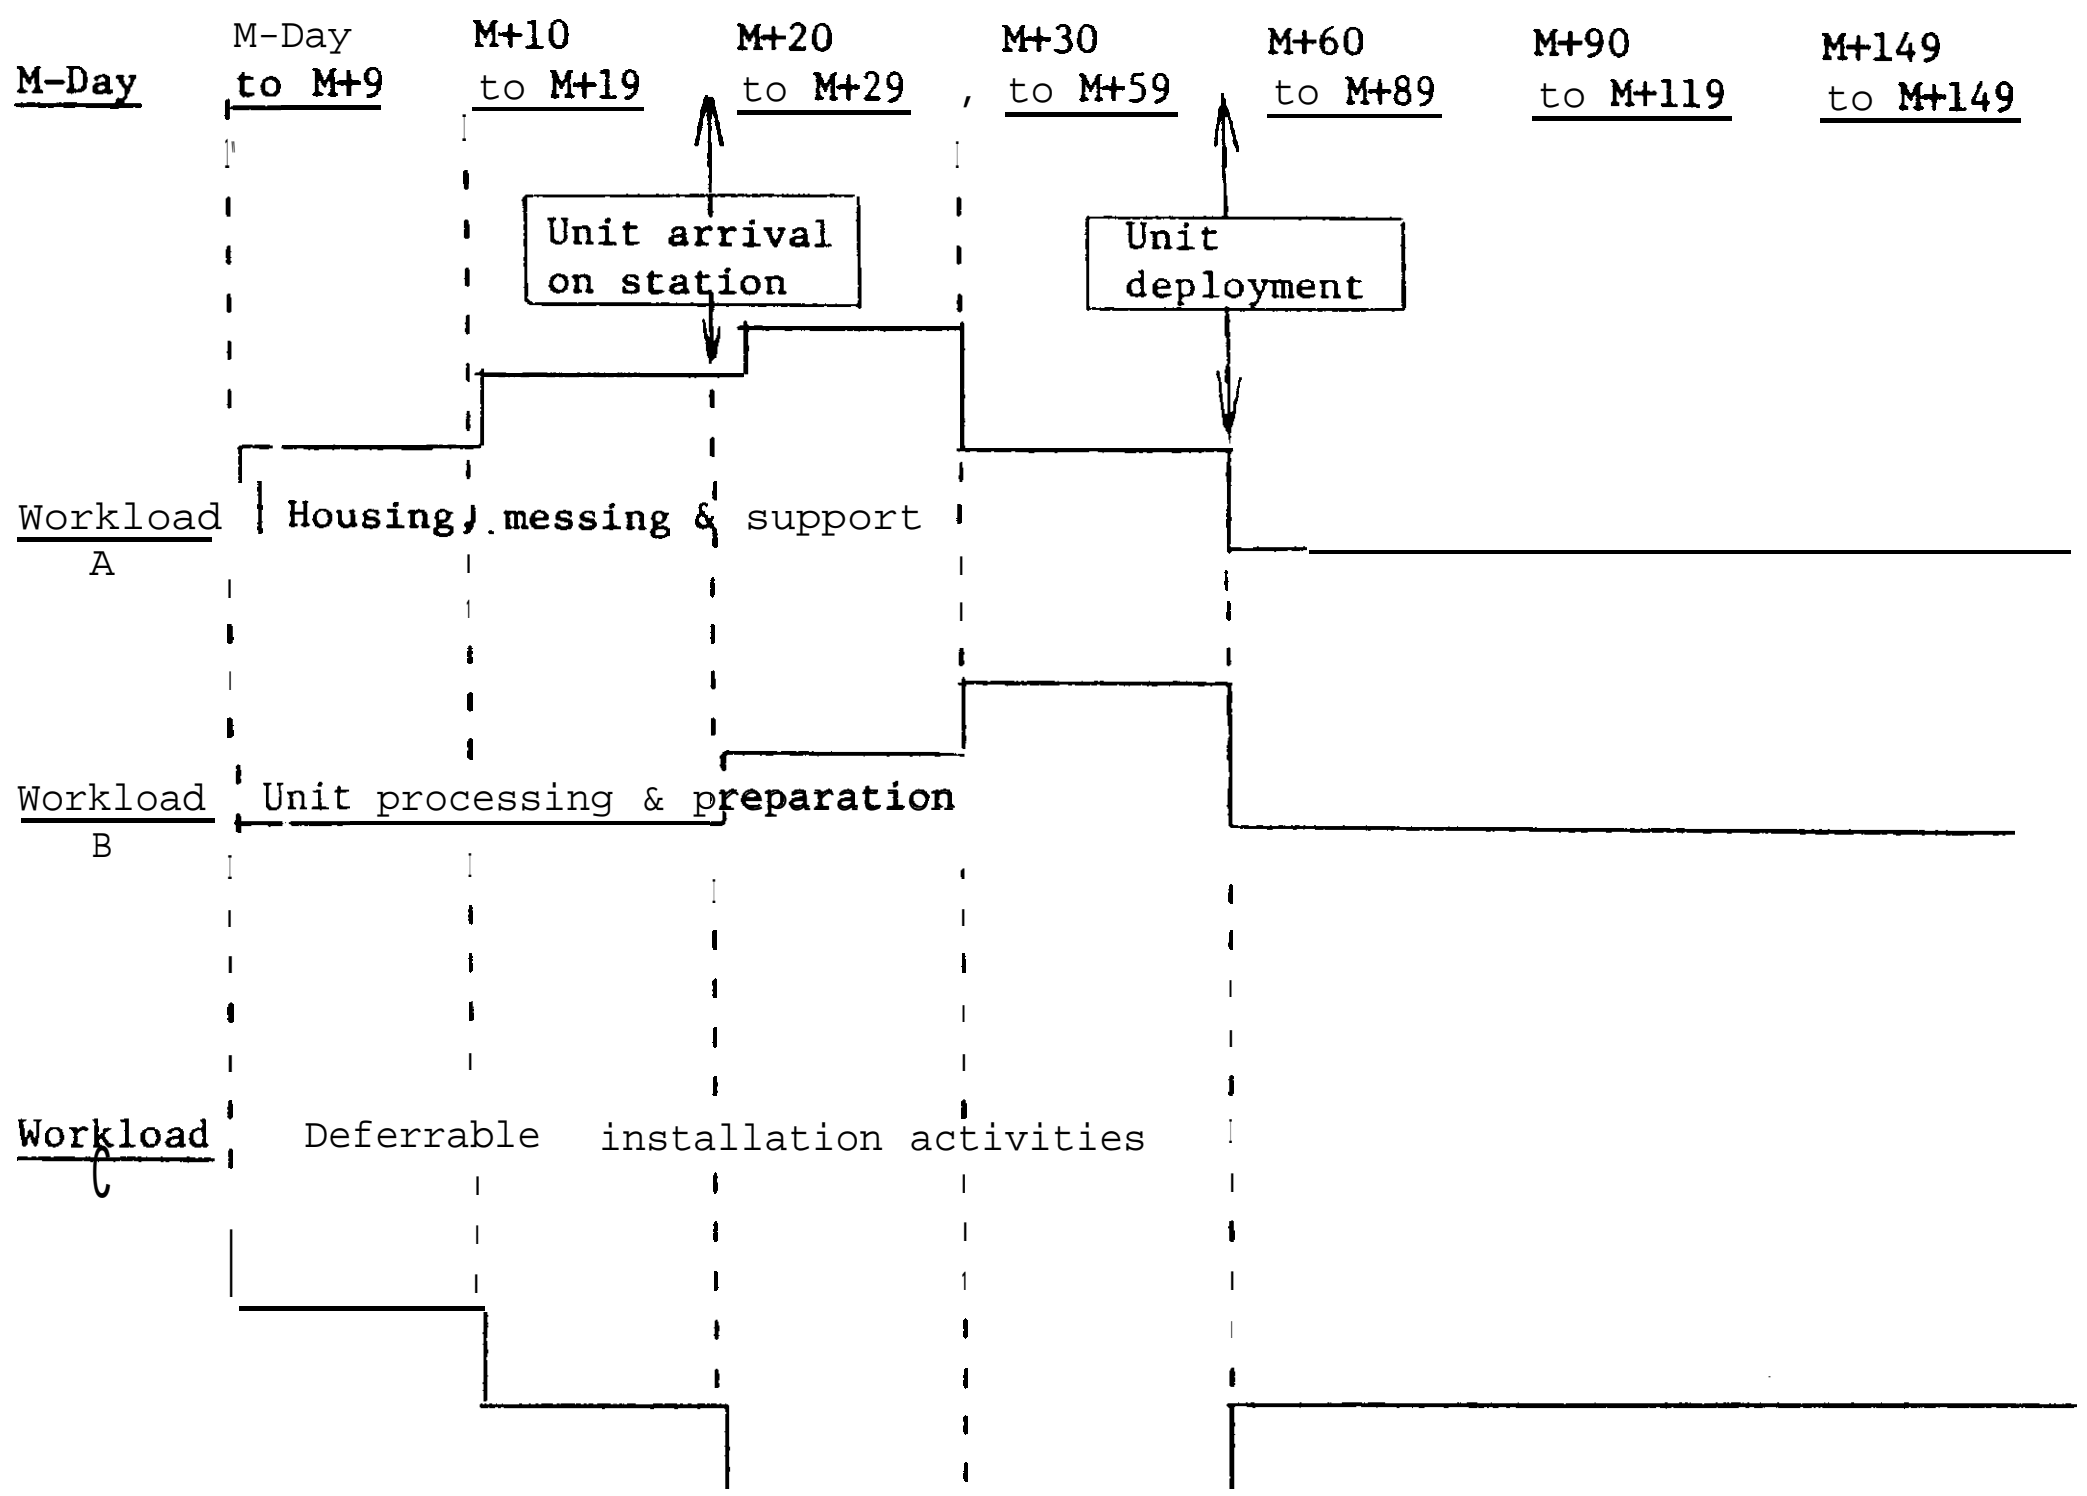 M-Day
M-Day to M+9
M+10 to M+19
M+20 to M+29
M+30 to M+59
M+60 to M+89
M+90 to M+119
M+149 to M+149
Unit arrival
on station
Unit
deployment
Workload
A
Housing, messing & support
Workload
B
Unit processing & preparation
Workload
C
Deferrable installation activities